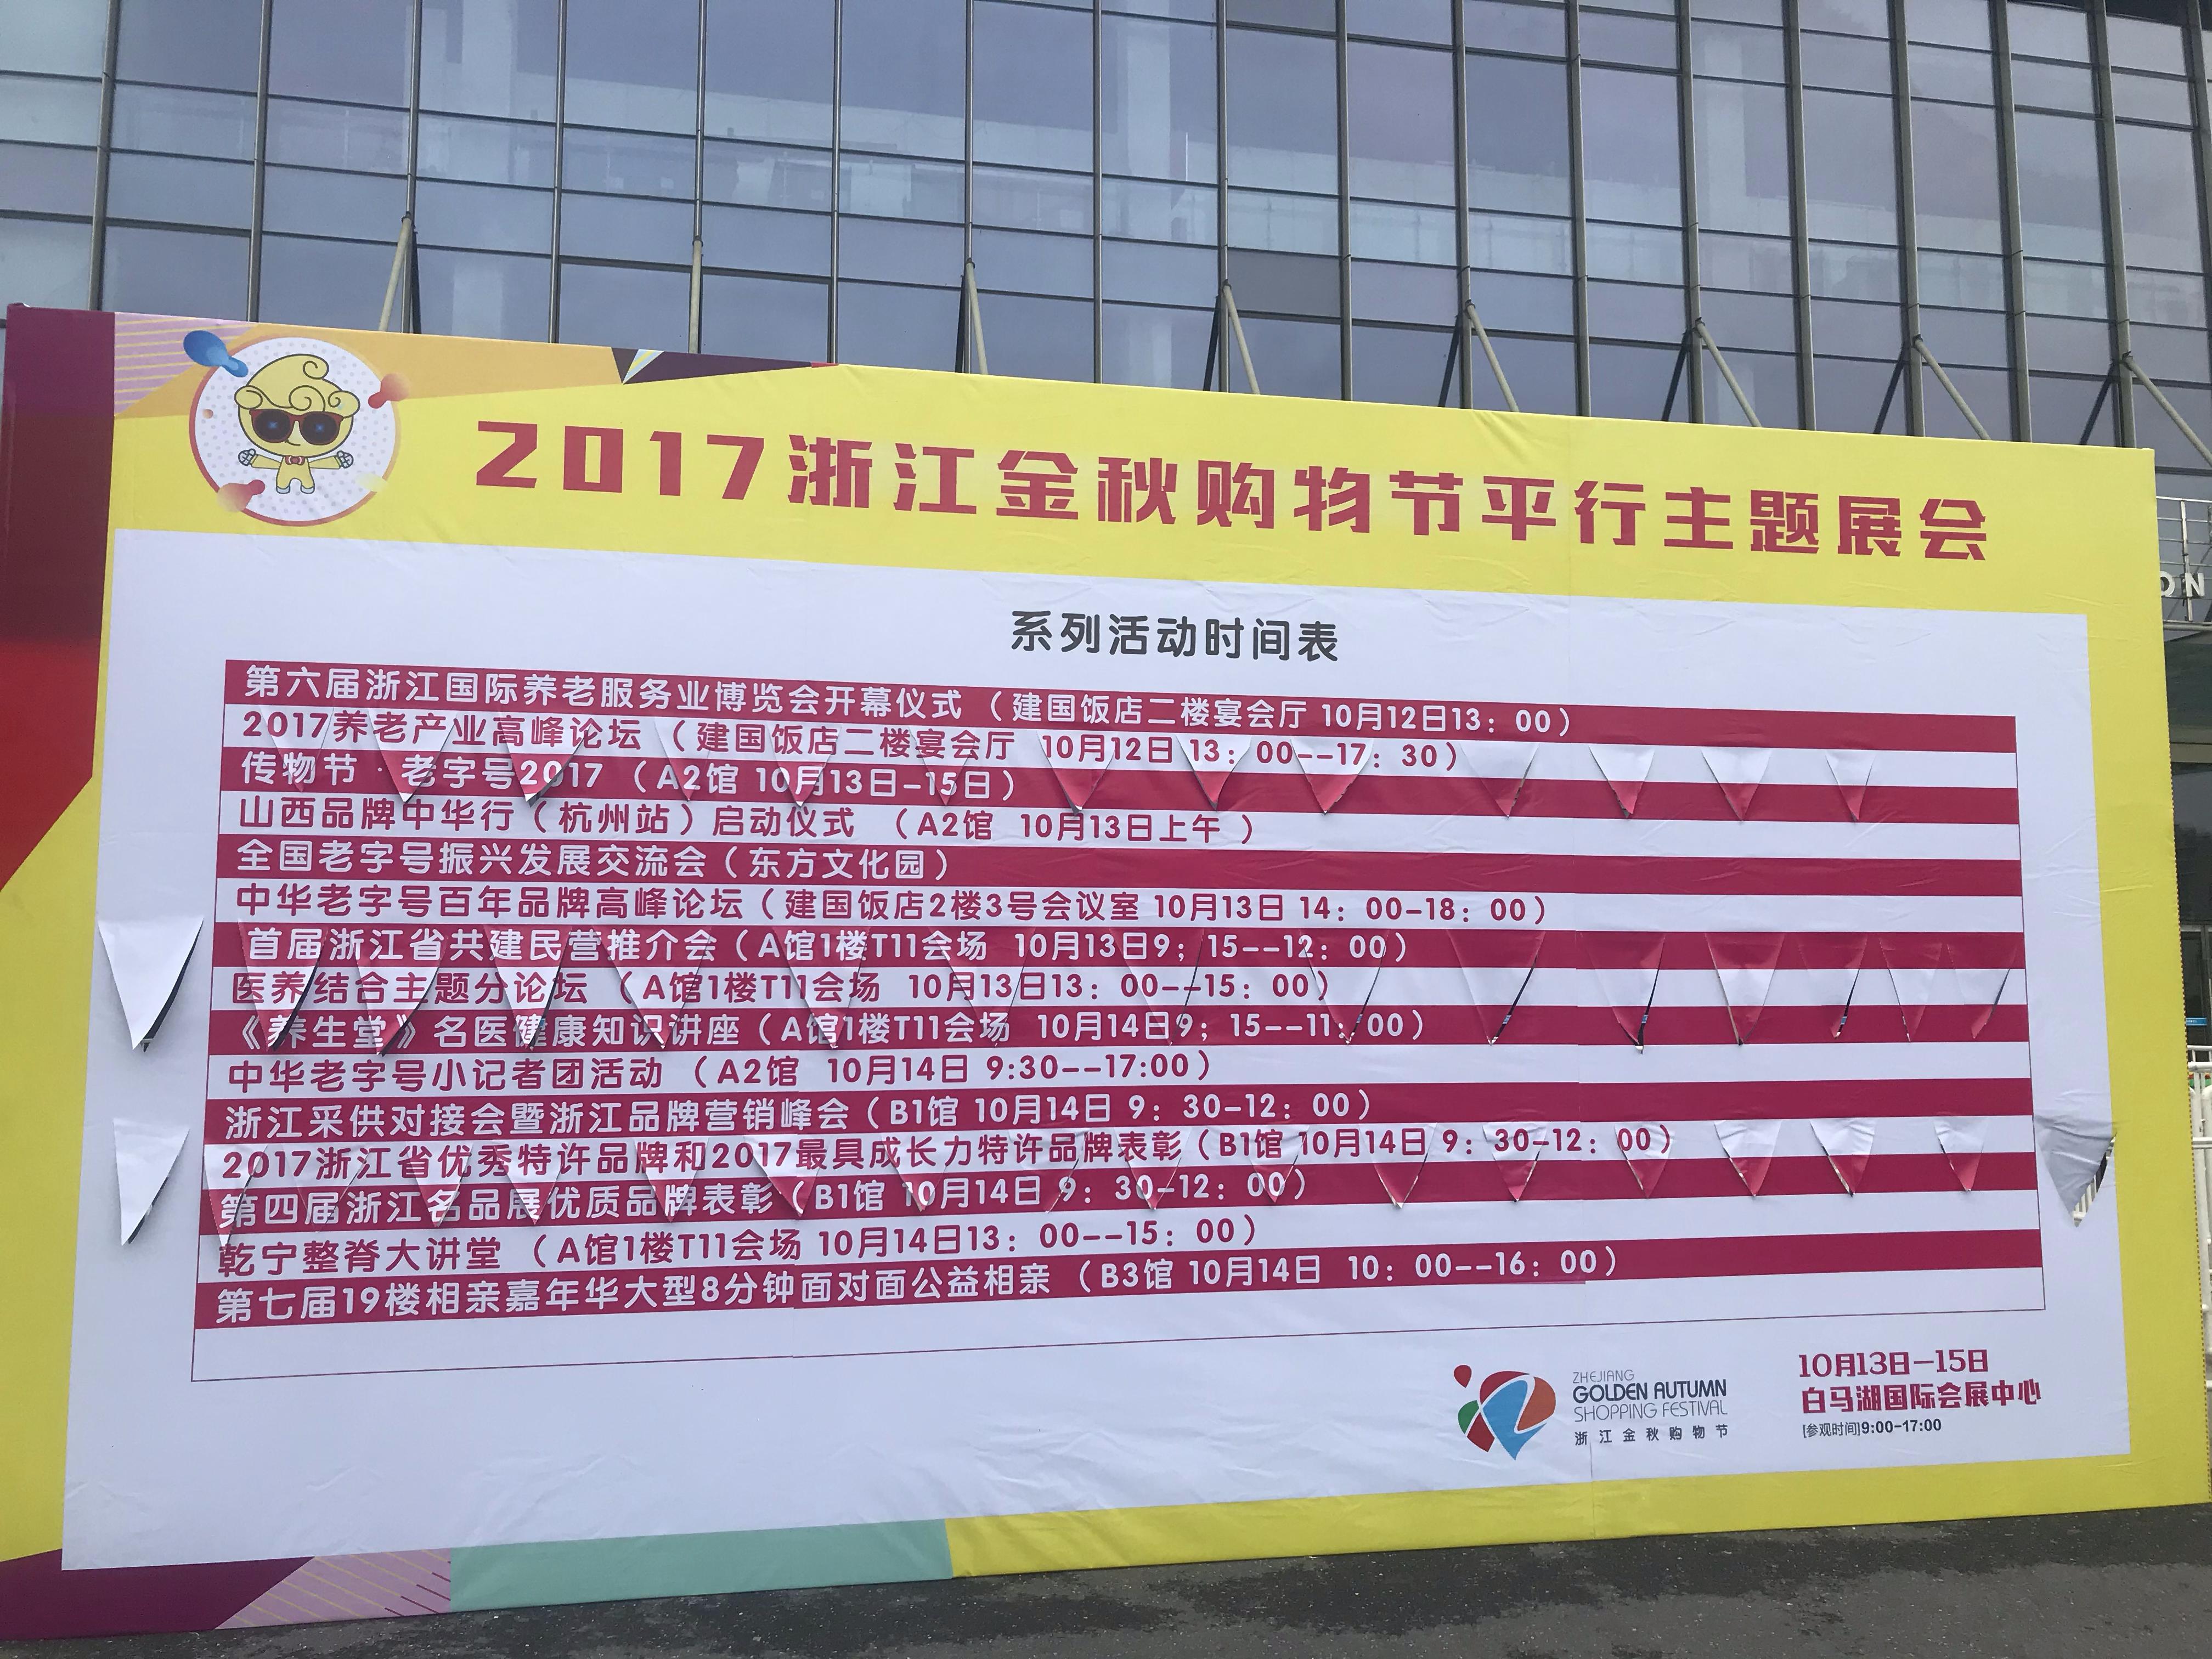 2017浙江金秋购物节平行主题展会
系列活动时间表
第六届浙江国际养老服务业博览会开幕仪式（建国饭店二楼宴会厅 10月12日13：00）
2017养老产业高峰论坛（建国饭店二楼宴会厅 10月12日 13：00--17：30）
传物节·老字号2017（A2馆 10月13日-15日）
山西品牌中华行（杭州站）启动仪式（A2馆 10月13日上午）
全国老字号振兴发展交流会（东方文化园）
中华老字号百年品牌高峰论坛（建国饭店2楼3号会议室 10月13日 14：00-18：00）
首届浙江省共建民营推介会（A馆1楼T11会场 10月13日9；15--12：00）
医养结合主题分论坛（A馆1楼T11会场 10月13日13：00--15：00）
《养生堂》名医健康知识讲座（A馆1楼T11会场 10月14日9；15--11：00）
中华老字号小记者团活动（A2馆 10月14日 9:30--17:00）
浙江采供对接会暨浙江品牌营销峰会（B1馆 10月14日 9：30-12：00）
2017浙江省优秀特许品牌和2017最具成长力特许品牌表彰（B1馆 10月14日 9：30-12：00）
第四届浙江名品展优质品牌表彰（B1馆 10月14日 9：30-12：00）
乾宁整脊大讲堂（A馆1楼T11会场 10月14日13：00--15：00）
第七届19楼相亲嘉年华大型8分钟面对面公益相亲（B3馆 10月14日 10：00--16：00）
ZHEJIANG
GOLDEN AUTUMN
SHOPPING FESTIVAL
浙江金秋购物节
10月13日-15日
白马湖国际会展中心
[参观时间]9:00-17:00
ON